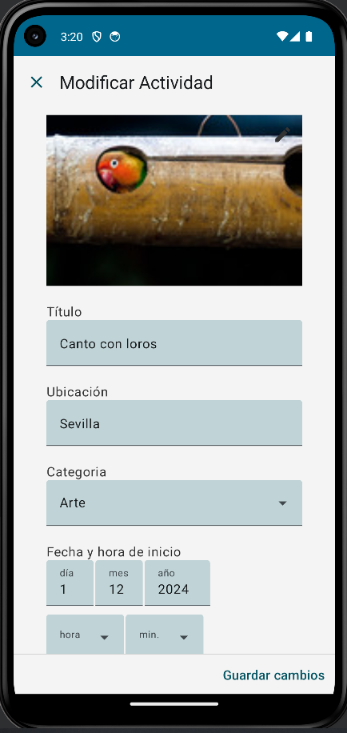 3:20
Modificar Actividad
Título
Canto con loros
Ubicación
Sevilla
Categoria
Arte
Fecha y hora de inicio
día mes año
1 12 2024
hora min.
Guardar cambios